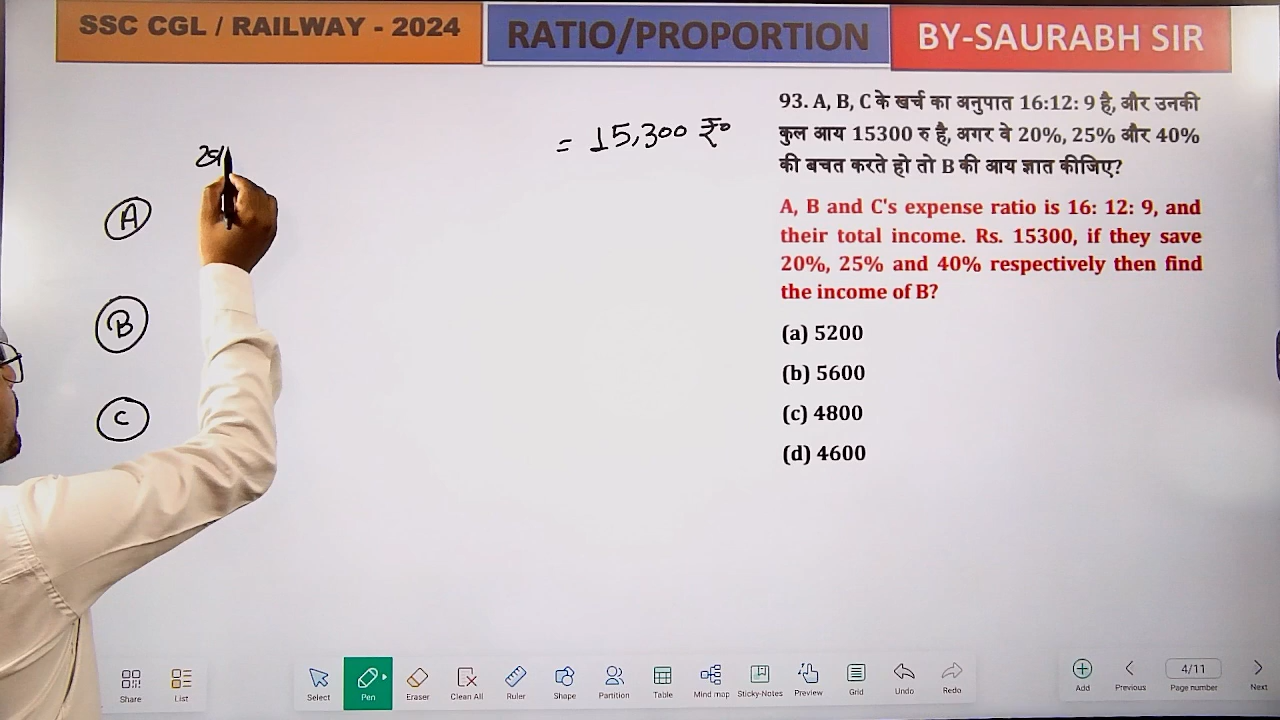 SSC CGL / RAILWAY - 2024
RATIO/PROPORTION
BY-SAURABH SIR
= 15,300 ₹०
A
B
C
93. A, B, C के खर्च का अनुपात 16:12: 9 है, और उनकी
कुल आय 15300 रु है, अगर वे 20%, 25% और 40%
की बचत करते हो तो B की आय ज्ञात कीजिए?
A, B and C's expense ratio is 16: 12: 9, and
their total income. Rs. 15300, if they save
20%, 25% and 40% respectively then find
the income of B?
(a) 5200
(b) 5600
(c) 4800
(d) 4600
Share
List
Select
Pen
Eraser
Clean All
Ruler
Shape
Partition
Table
Mind map
Sticky-Notes
Preview
Grid
Undo
Redo
Add
Previous
4/11
Page number
Next